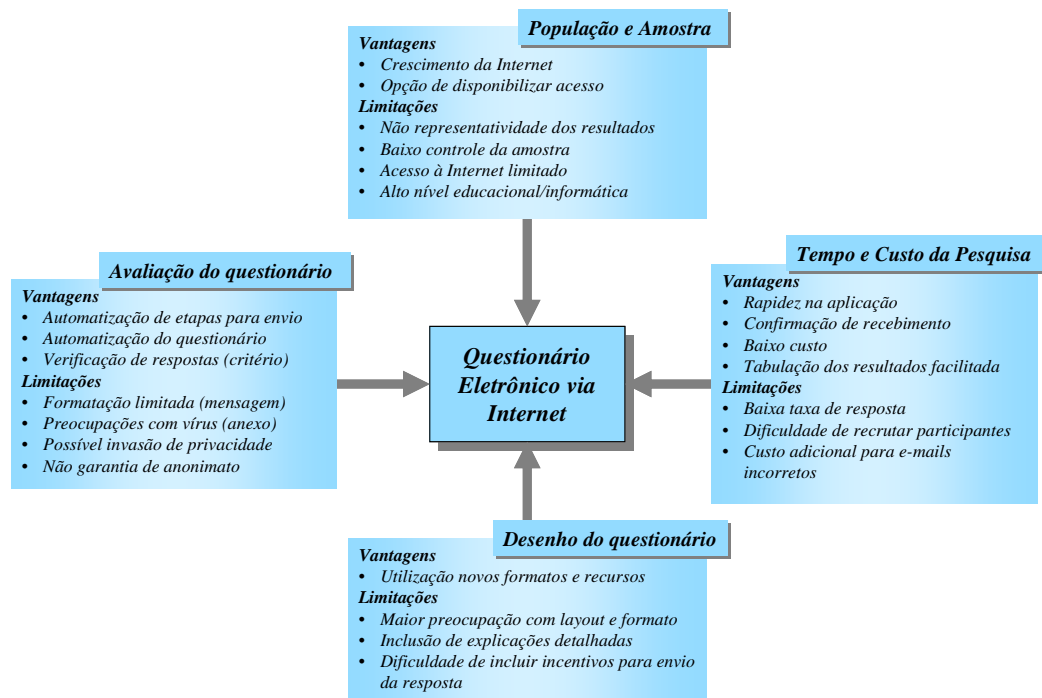 População e Amostra
Vantagens
• Crescimento da Internet
• Opção de disponibilizar acesso
Limitações
• Não representatividade dos resultados
• Baixo controle da amostra
• Acesso à Internet limitado
• Alto nível educacional/informática
Avaliação do questionário
Vantagens
• Automatização de etapas para envio
• Automatização do questionário
• Verificação de respostas (critério)
Limitações
• Formatação limitada (mensagem)
• Preocupações com vírus (anexo)
• Possível invasão de privacidade
• Não garantia de anonimato
Questionário
Eletrônico via
Internet
Tempo e Custo da Pesquisa
Vantagens
• Rapidez na aplicação
• Confirmação de recebimento
• Baixo custo
• Tabulação dos resultados facilitada
Limitações
• Baixa taxa de resposta
• Dificuldade de recrutar participantes
• Custo adicional para e-mails
incorretos
Desenho do questionário
Vantagens
• Utilização novos formatos e recursos
Limitações
• Maior preocupação com layout e formato
• Inclusão de explicações detalhadas
• Dificuldade de incluir incentivos para envio
da resposta